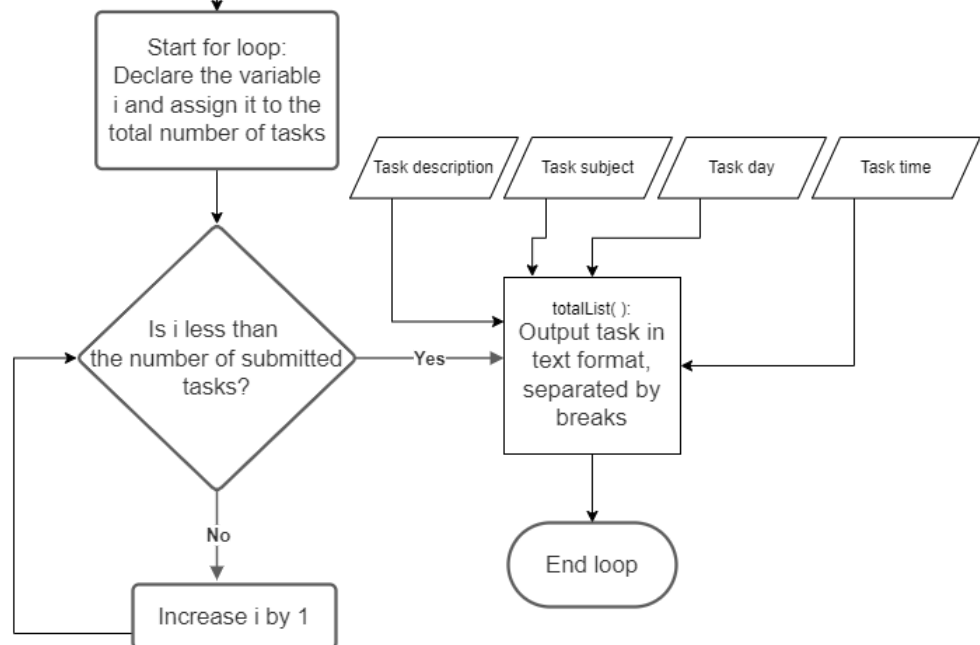 Start for loop:
Declare the variable
i and assign it to the
total number of tasks
Task description
Task subject
Task day
Task time
Is i less than
the number of submitted
tasks?
Yes
totalList( ):
Output task in
text format,
separated by
breaks
No
End loop
Increase i by 1